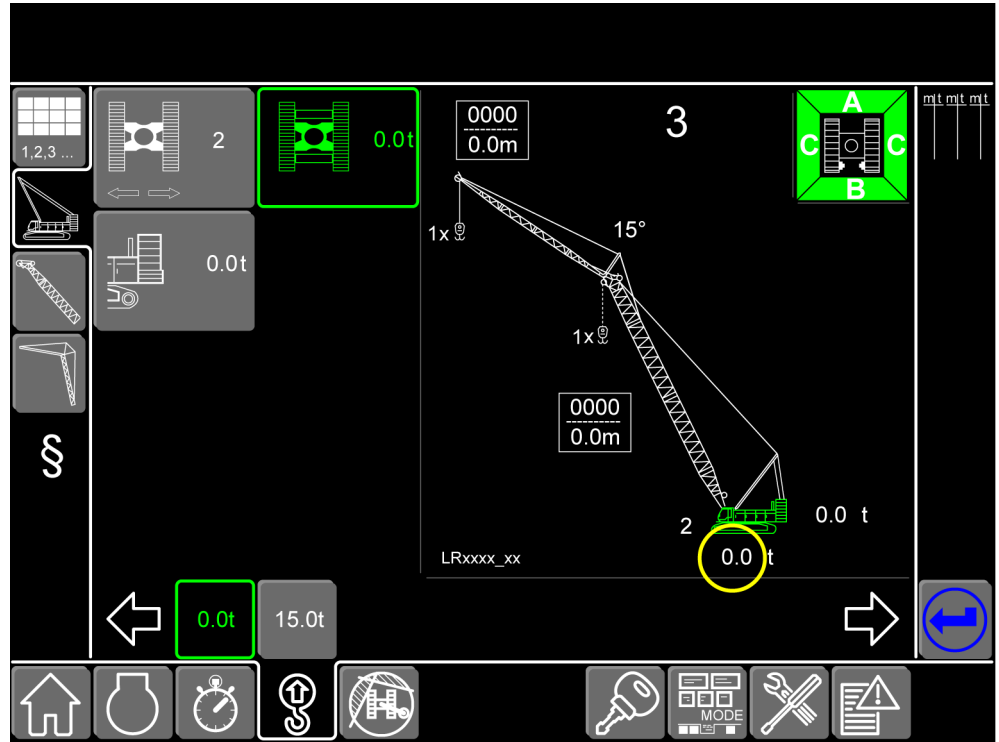 1,2,3 ...
2
0.0t
0000
0.0m
3
A
C
C
B
m t m t m t
0.0t
1x
15°
1x
0000
0.0m
§
2
0.0 t
LRxxxx_xx
0.0 t
0.0t
15.0t
MODE